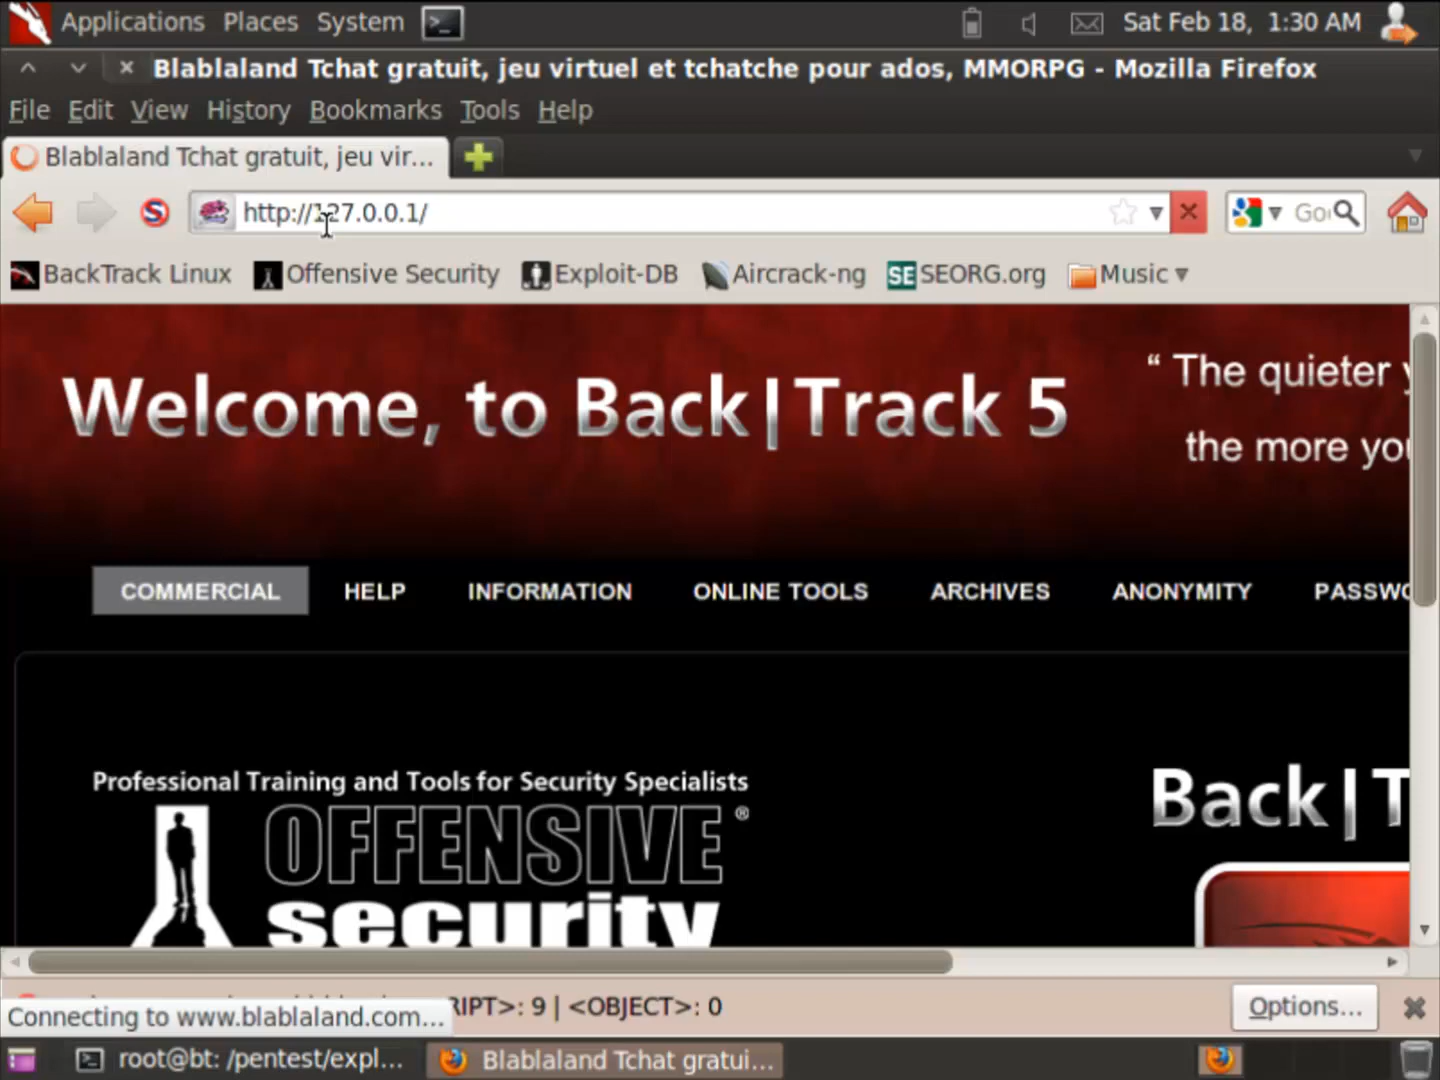 Applications Places System Sat Feb 18, 1:30 AM
Blablaland Tchat gratuit, jeu virtuel et tchatche pour ados, MMORPG - Mozilla Firefox
File Edit View History Bookmarks Tools Help
Blablaland Tchat gratuit, jeu vir...
http://127.0.0.1/
BackTrack Linux Offensive Security Exploit-DB Aircrack-ng SE SEORG.org Music
Welcome, to Back|Track 5
“ The quieter
the more
COMMERCIAL HELP INFORMATION ONLINE TOOLS ARCHIVES ANONYMITY PASSWO
Professional Training and Tools for Security Specialists
OFFENSIVE®
security
Back|T
RIPT>: 9 | <OBJECT>: 0 Options...
Connecting to www.blablaland.com...
root@bt: /pentest/expl... Blablaland Tchat gratui...